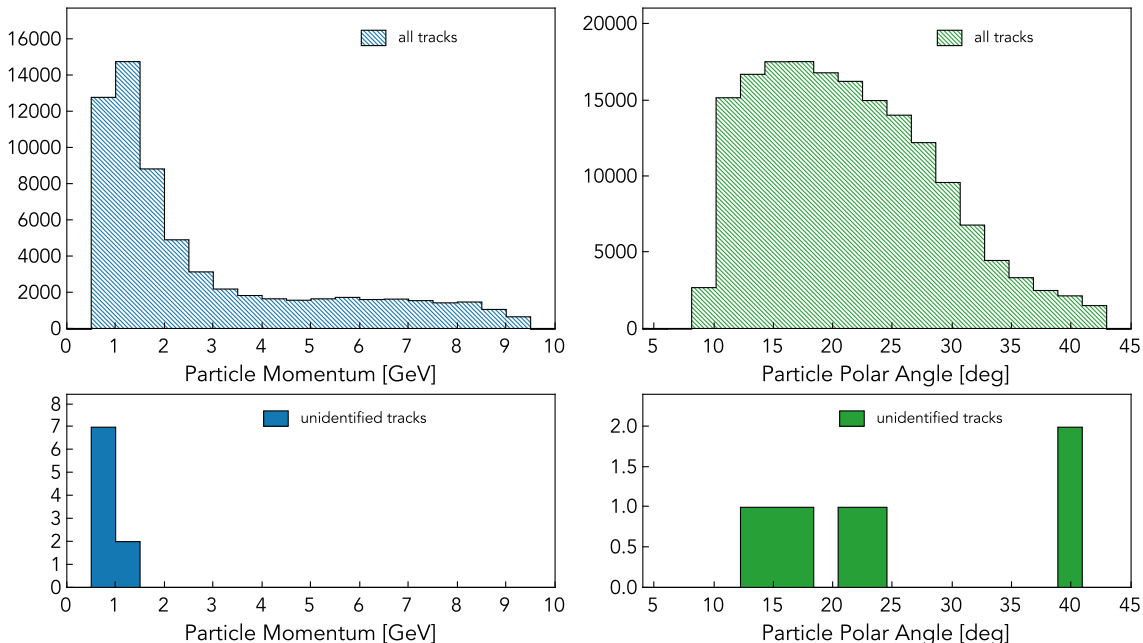 16000
14000
12000
10000
8000
6000
4000
2000
0
all tracks
0 1 2 3 4 5 6 7 8 9 10
Particle Momentum [GeV]
20000
15000
10000
5000
0
all tracks
5 10 15 20 25 30 35 40 45
Particle Polar Angle [deg]
8
7
6
5
4
3
2
1
0
unidentified tracks
0 1 2 3 4 5 6 7 8 9 10
Particle Momentum [GeV]
2.0
1.5
1.0
0.5
0.0
unidentified tracks
5 10 15 20 25 30 35 40 45
Particle Polar Angle [deg]